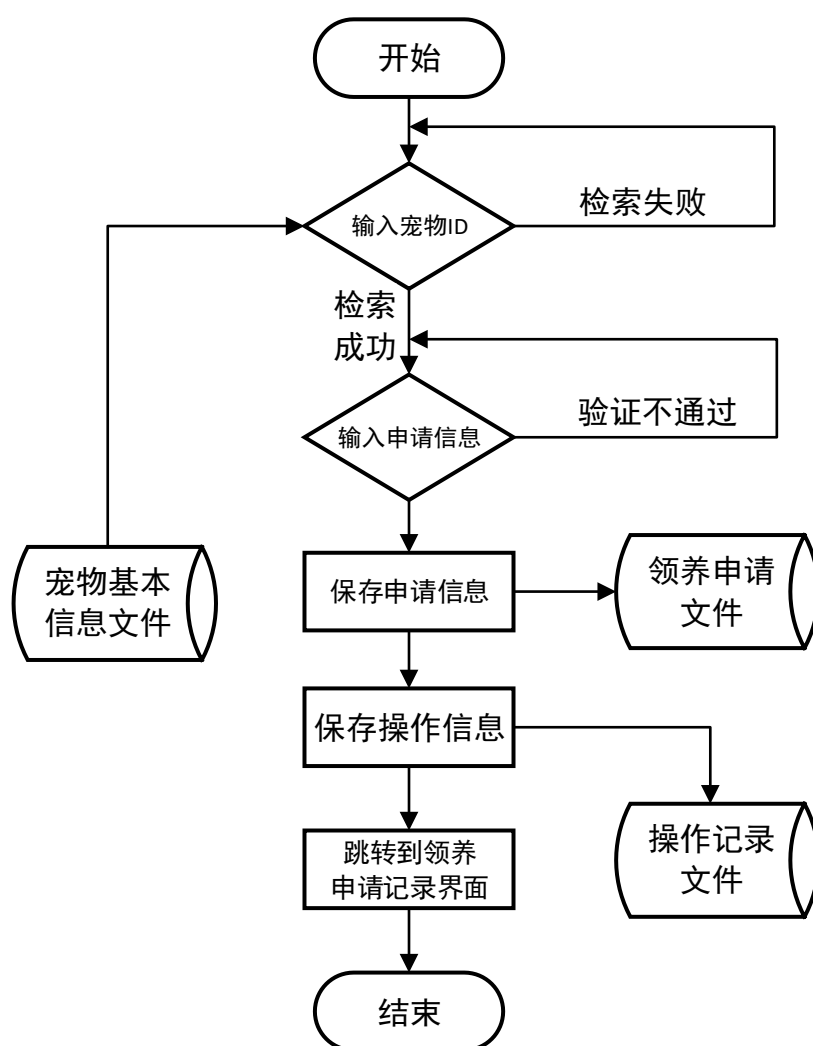 开始
检索失败
输入宠物ID
检索
成功
验证不通过
输入申请信息
宠物基本
信息文件
保存申请信息
领养申请
文件
保存操作信息
跳转到领养
申请记录界面
操作记录
文件
结束